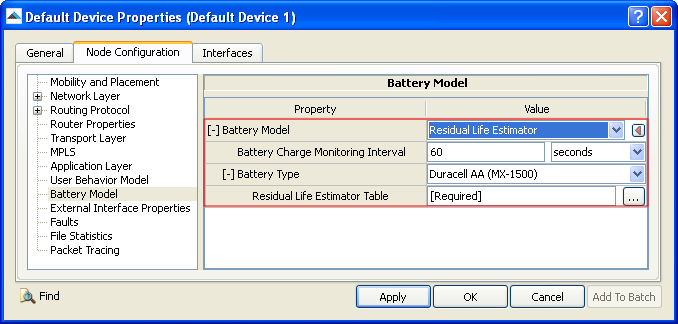 Default Device Properties (Default Device 1)
General Node Configuration Interfaces
Mobility and Placement
Network Layer
Routing Protocol
Router Properties
Transport Layer
MPLS
Application Layer
User Behavior Model
Battery Model
External Interface Properties
Faults
File Statistics
Packet Tracing
Battery Model
Property Value
[-] Battery Model Residual Life Estimator
Battery Charge Monitoring Interval 60 seconds
[-] Battery Type Duracell AA (MX-1500)
Residual Life Estimator Table [Required] ...
Find Apply OK Cancel Add To Batch